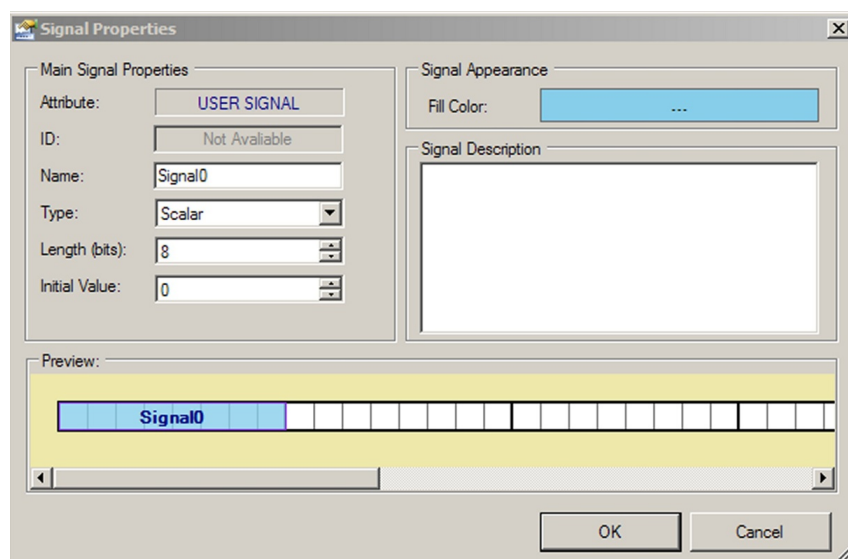 Signal Properties
Main Signal Properties
Attribute: USER SIGNAL
ID: Not Avaliable
Name: Signal0
Type: Scalar
Length (bits): 8
Initial Value: 0
Signal Appearance
Fill Color: ...
Signal Description
Preview:
Signal0
OK Cancel